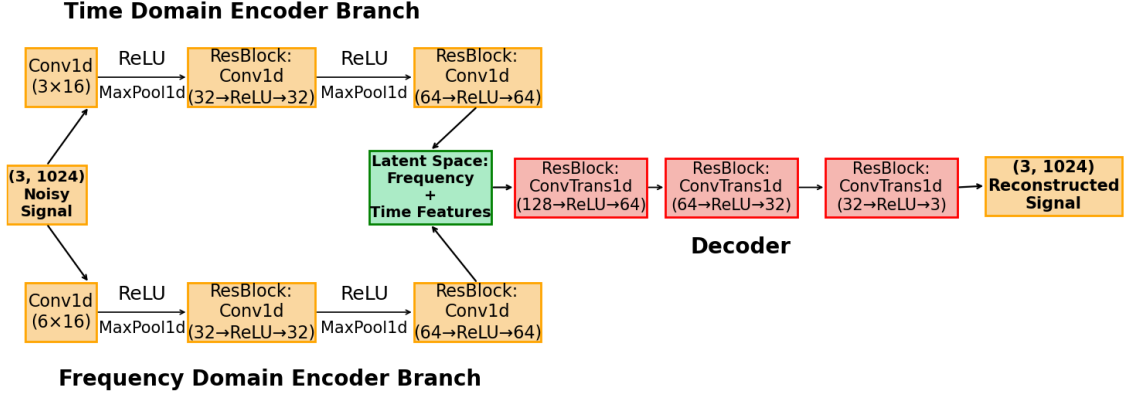 Time Domain Encoder Branch
Conv1d
(3×16)
ReLU
MaxPool1d
ResBlock:
Conv1d
(32→ReLU→32)
ReLU
MaxPool1d
ResBlock:
Conv1d
(64→ReLU→64)
(3, 1024)
Noisy
Signal
Latent Space:
Frequency
+
Time Features
ResBlock:
ConvTrans1d
(128→ReLU→64)
ResBlock:
ConvTrans1d
(64→ReLU→32)
ResBlock:
ConvTrans1d
(32→ReLU→3)
(3, 1024)
Reconstructed
Signal
Decoder
Conv1d
(6×16)
ReLU
MaxPool1d
ResBlock:
Conv1d
(32→ReLU→32)
ReLU
MaxPool1d
ResBlock:
Conv1d
(64→ReLU→64)
Frequency Domain Encoder Branch